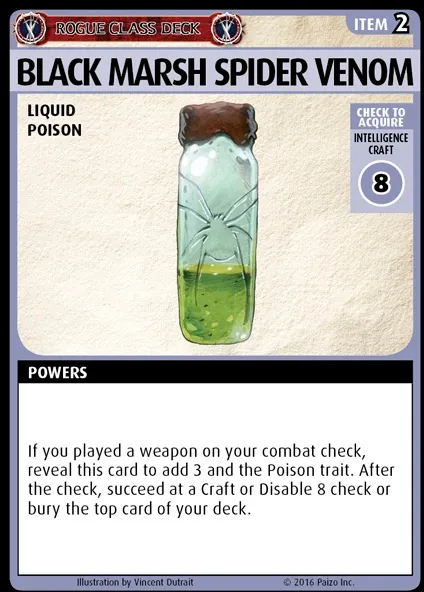 ROGUE CLASS DECK
ITEM 2
BLACK MARSH SPIDER VENOM
LIQUID
POISON
CHECK TO
ACQUIRE
INTELLIGENCE
CRAFT
8
POWERS
If you played a weapon on your combat check,
reveal this card to add 3 and the Poison trait. After
the check, succeed at a Craft or Disable 8 check or
bury the top card of your deck.
Illustration by Vincent Dutrait
© 2016 Paizo Inc.